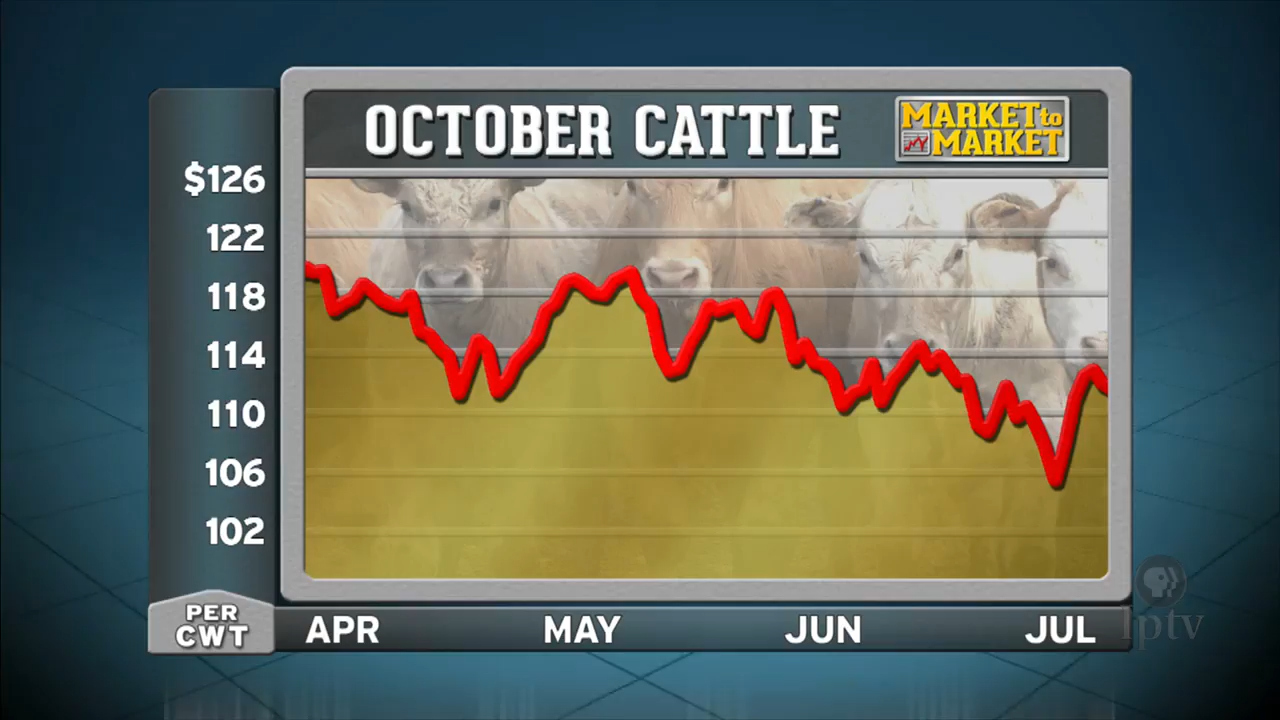 OCTOBER CATTLE
MARKET to
MARKET
$126
122
118
114
110
106
102
PER
CWT
APR MAY JUN JUL
iptv